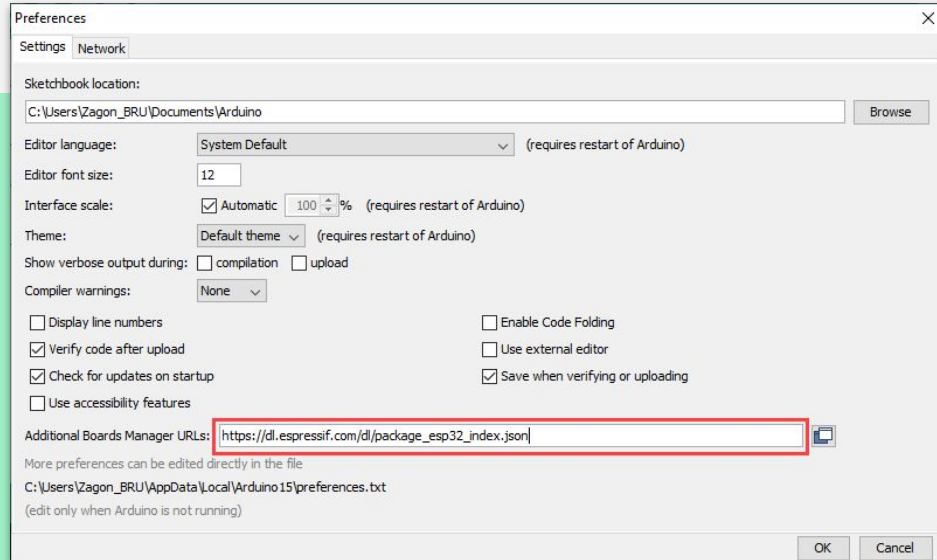 Preferences
Settings Network
Sketchbook location:
C:\Users\Zagon_BRU\Documents\Arduino Browse
Editor language: System Default (requires restart of Arduino)
Editor font size: 12
Interface scale: Automatic 100 % (requires restart of Arduino)
Theme: Default theme (requires restart of Arduino)
Show verbose output during: compilation upload
Compiler warnings: None
Display line numbers Enable Code Folding
Verify code after upload Use external editor
Check for updates on startup Save when verifying or uploading
Use accessibility features
Additional Boards Manager URLs: https://dl.espressif.com/dl/package_esp32_index.json
More preferences can be edited directly in the file
C:\Users\Zagon_BRU\AppData\Local\Arduino15\preferences.txt
(edit only when Arduino is not running)
OK Cancel